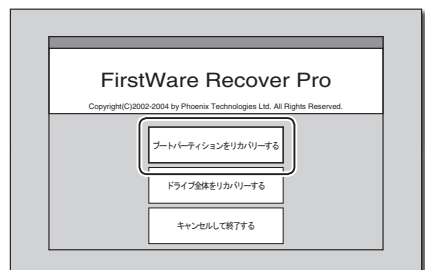 FirstWare Recover Pro
Copyright(C)2002-2004 by Phoenix Technologies Ltd. All Rights Reserved.
ブートパーティションをリカバリーする
ドライブ全体をリカバリーする
キャンセルして終了する